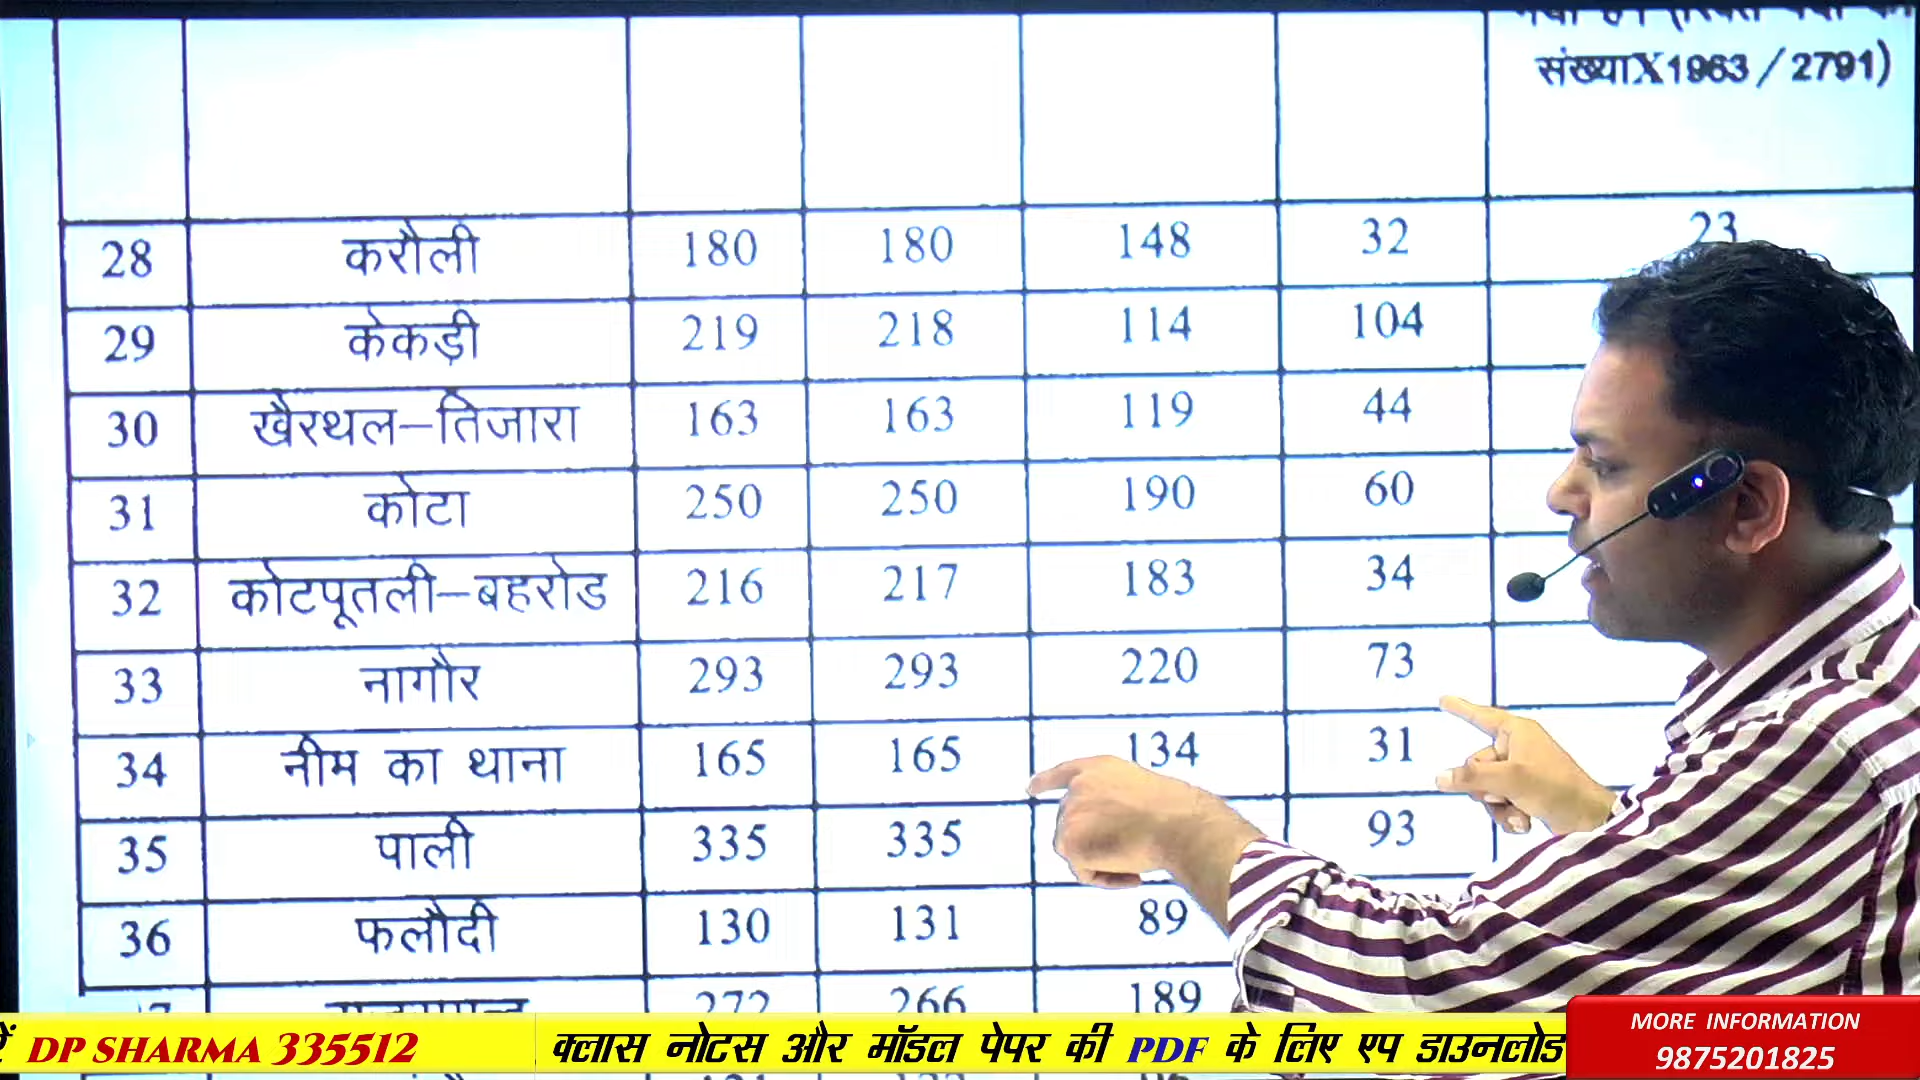 संख्याX1963/2791)
28 करौली 180 180 148 32 23
29 केकड़ी 219 218 114 104
30 खैरथल-तिजारा 163 163 119 44
31 कोटा 250 250 190 60
32 कोटपूतली-बहरोड 216 217 183 34
33 नागौर 293 293 220 73
34 नीम का थाना 165 165 134 31
35 पाली 335 335 93
36 फलौदी 130 131 89
272 266 189
DP SHARMA 335512 क्लास नोटस और मॉडल पेपर की PDF के लिए एप डाउनलोड
MORE INFORMATION
9875201825